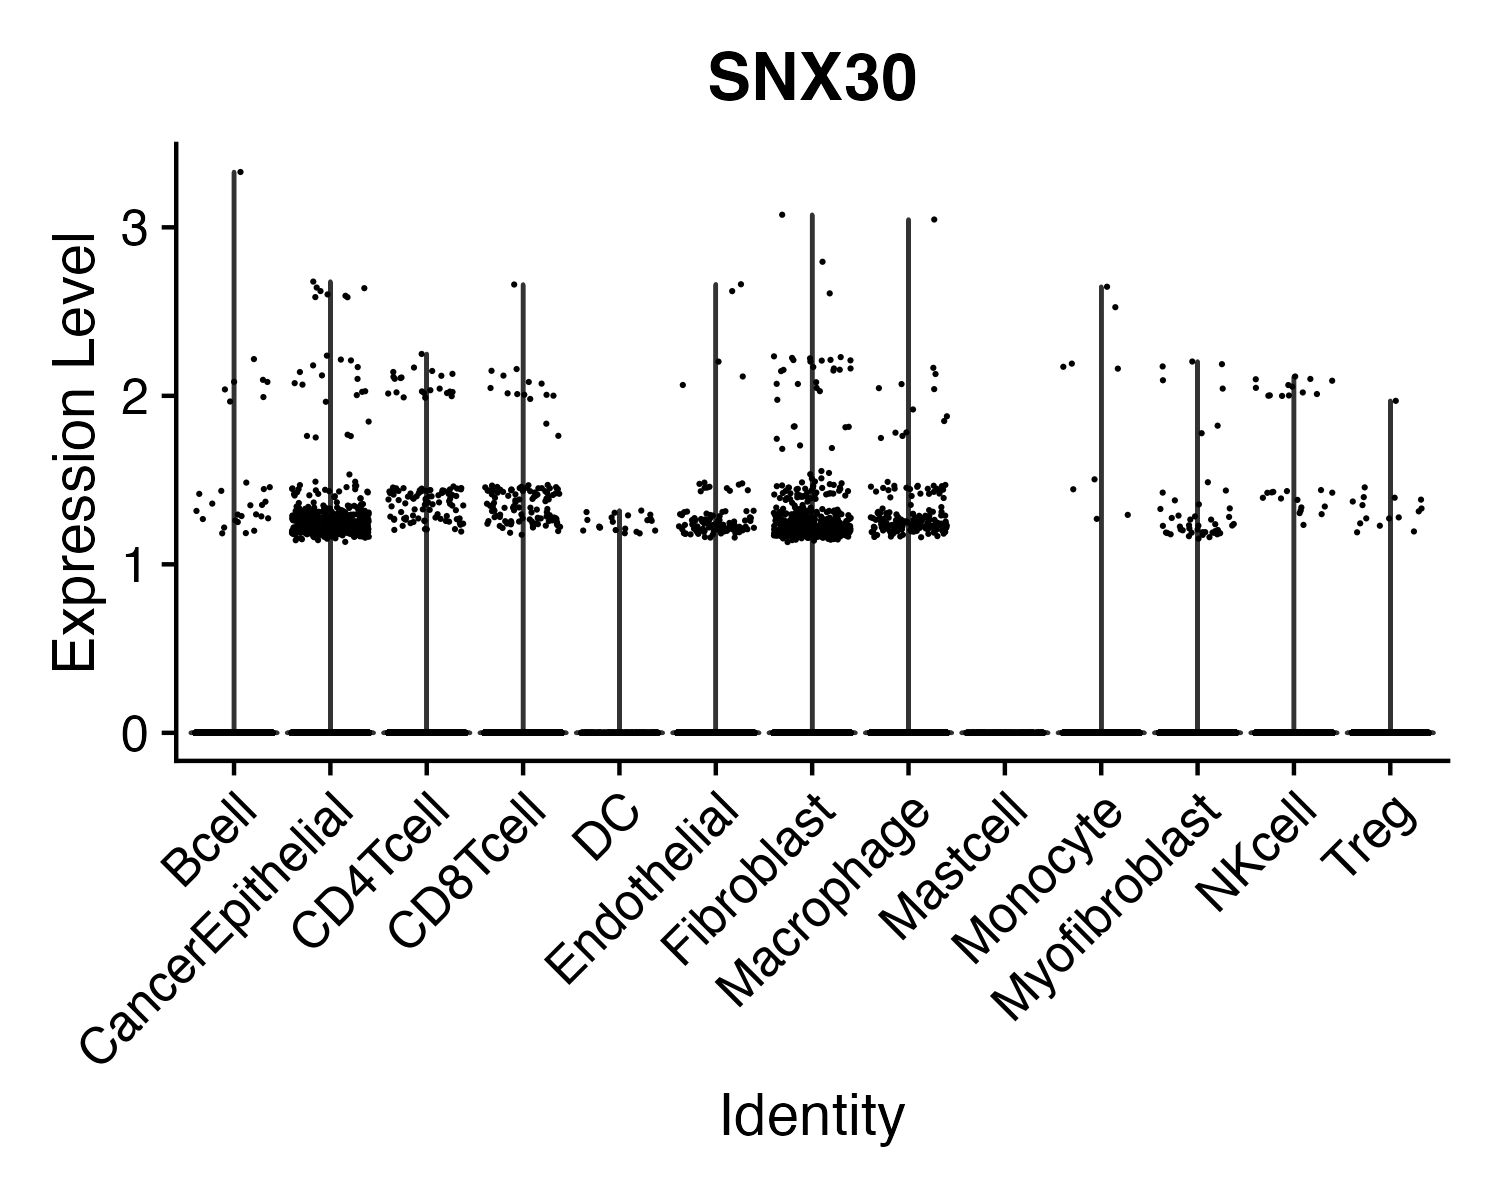 SNX30
Expression Level
3
2
1
0
Bcell
CancerEpithelial
CD4Tcell
CD8Tcell
DC
Endothelial
Fibroblast
Macrophage
Mastcell
Monocyte
Myofibroblast
NKcell
Treg
Identity